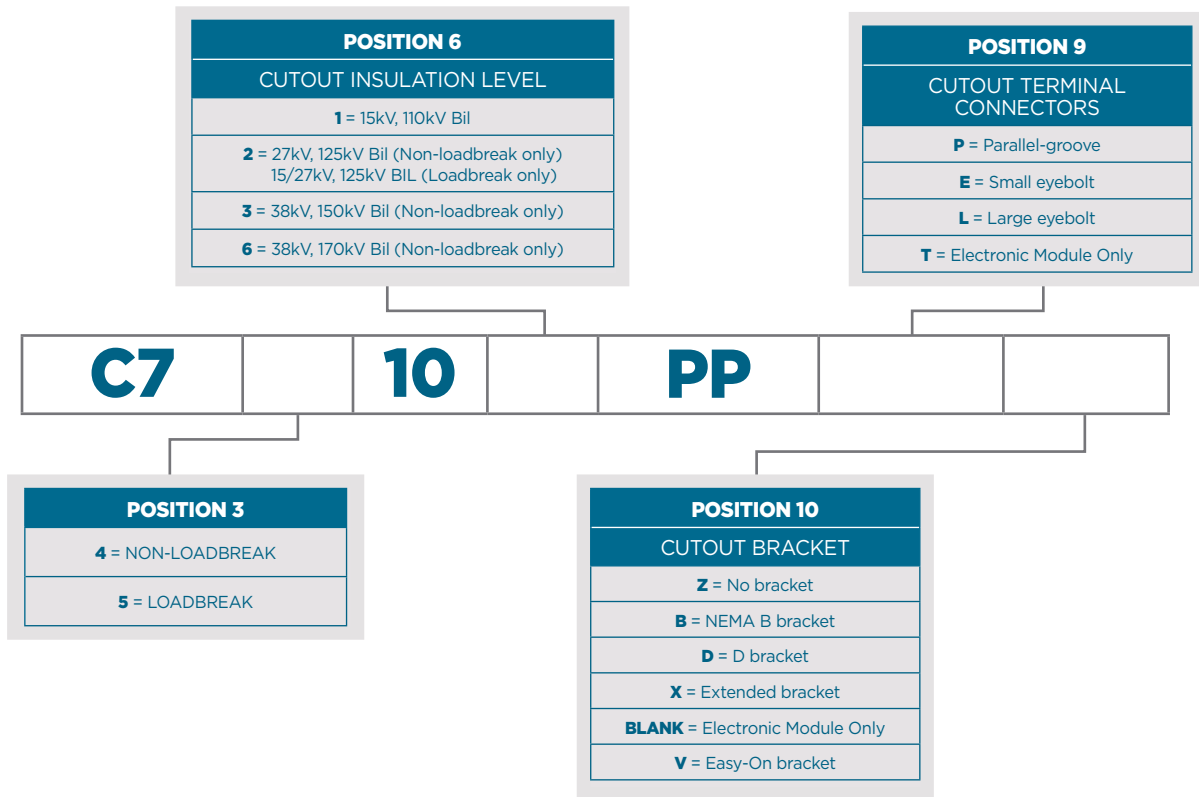 POSITION 6
CUTOUT INSULATION LEVEL
1 = 15kV, 110kV Bil
2 = 27kV, 125kV Bil (Non-loadbreak only)
15/27kV, 125kV BIL (Loadbreak only)
3 = 38kV, 150kV Bil (Non-loadbreak only)
6 = 38kV, 170kV Bil (Non-loadbreak only)
POSITION 9
CUTOUT TERMINAL
CONNECTORS
P = Parallel-groove
E = Small eyebolt
L = Large eyebolt
T = Electronic Module Only
C7 10 PP
POSITION 3
4 = NON-LOADBREAK
5 = LOADBREAK
POSITION 10
CUTOUT BRACKET
Z = No bracket
B = NEMA B bracket
D = D bracket
X = Extended bracket
BLANK = Electronic Module Only
V = Easy-On bracket